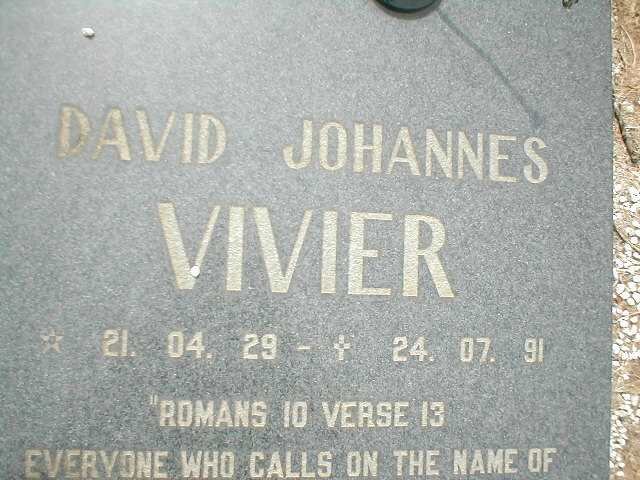 DAVID JOHANNES
VIVIER
☆ 21. 04. 29 - ✝ 24. 07. 91
"ROMANS 10 VERSE 13
EVERYONE WHO CALLS ON THE NAME OF